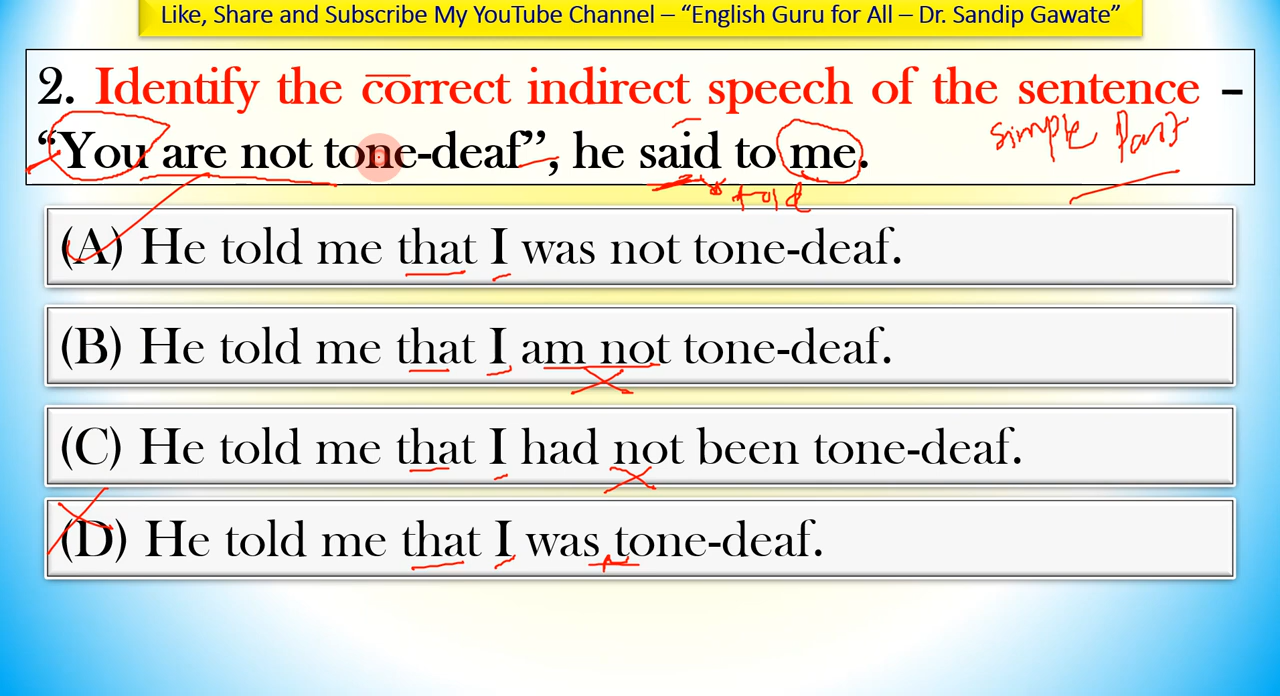 Like, Share and Subscribe My YouTube Channel – “English Guru for All – Dr. Sandip Gawate”
2. Identify the correct indirect speech of the sentence –
simple Past
“You are not tone-deaf”, he said to me.
told
(A) He told me that I was not tone-deaf.
(B) He told me that I am not tone-deaf.
(C) He told me that I had not been tone-deaf.
(D) He told me that I was tone-deaf.